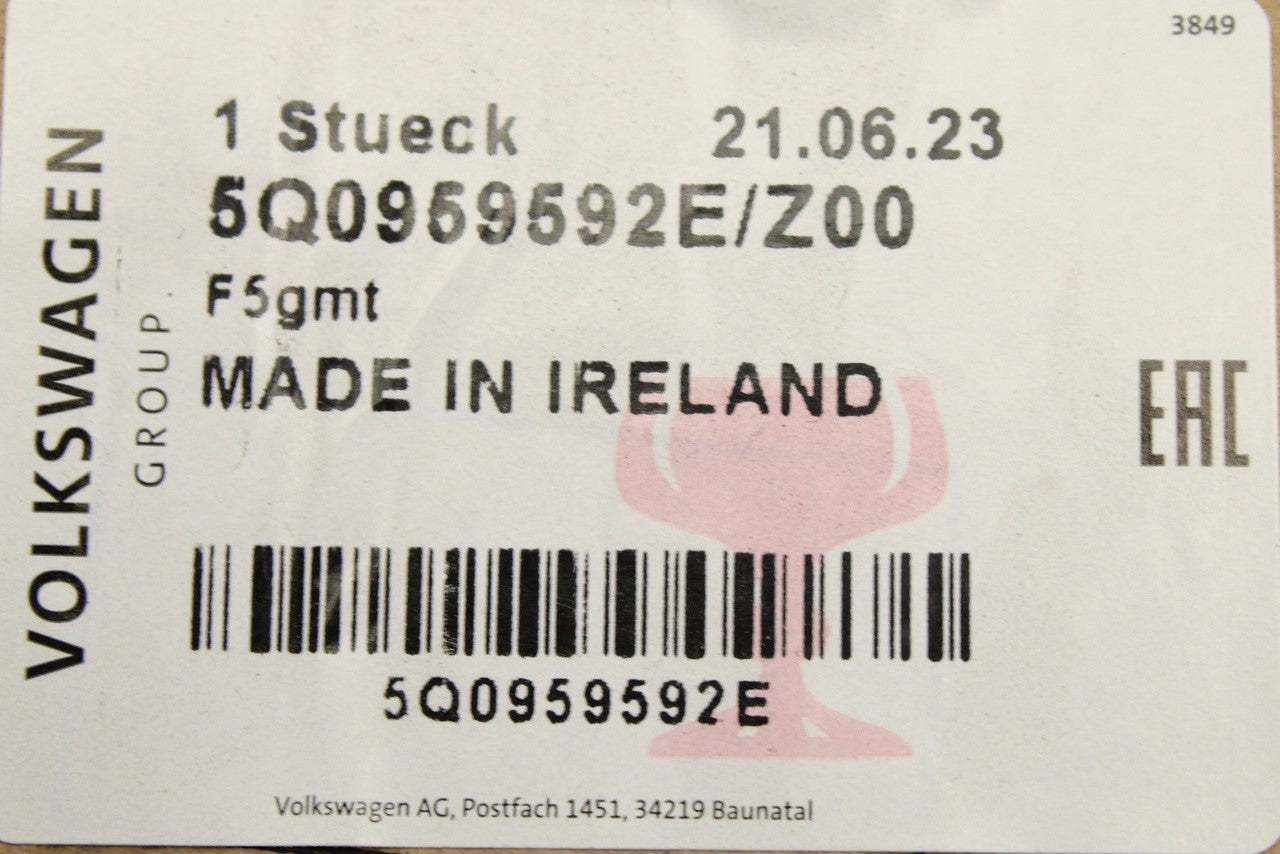 3849
1 Stueck 21.06.23
5Q0959592E/Z00
F5gmt
MADE IN IRELAND
VOLKSWAGEN
GROUP
EAC
5Q0959592E
Volkswagen AG, Postfach 1451, 34219 Baunatal